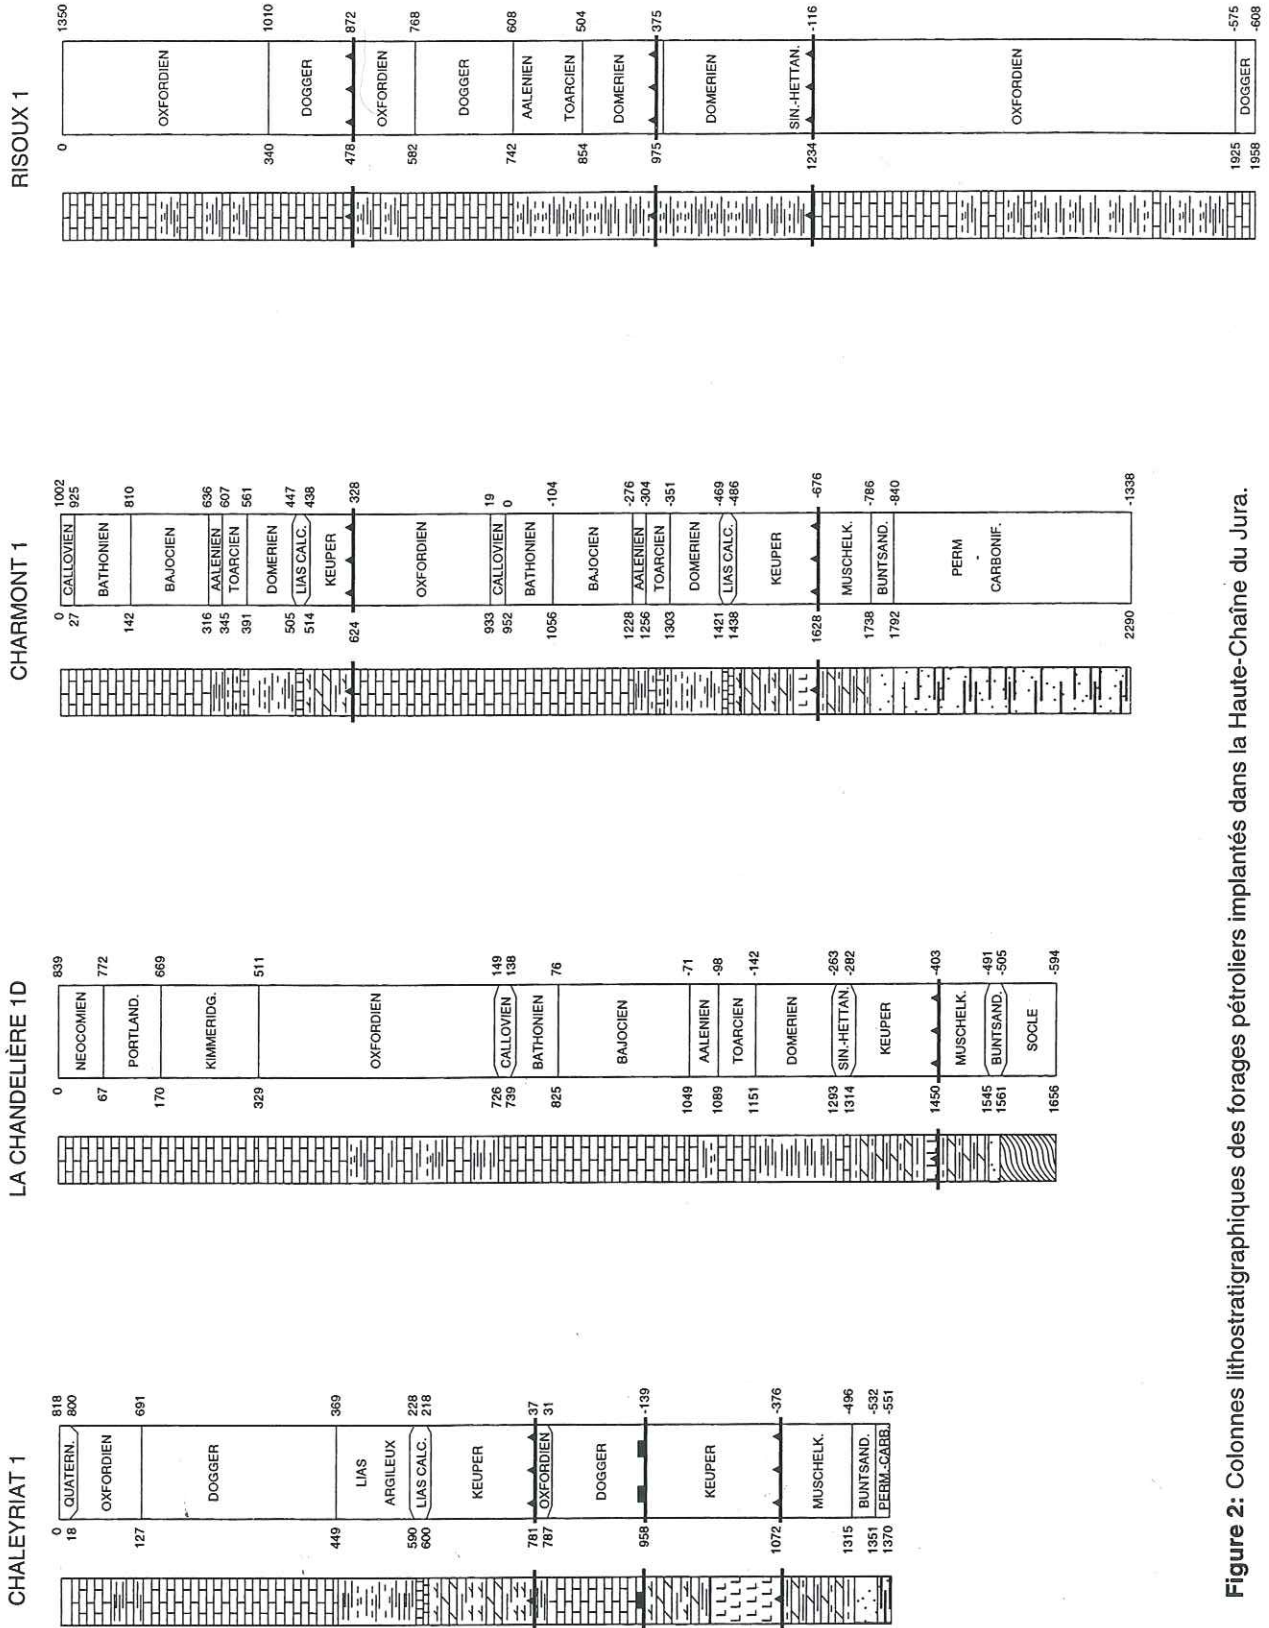 CHALEYRIAT 1
0
18
127
449
590
600
781
787
958
1072
1315
1351
1370
QUATERN.
OXFORDIEN
DOGGER
LIAS
ARGILEUX
LIAS CALC.
KEUPER
OXFORDIEN
DOGGER
KEUPER
MUSCHELK.
BUNTSAND.
PERM.-CARB.
818
800
691
369
228
218
37
31
-139
-376
-496
-532
-551
LA CHANDELIÈRE 1D
0
67
170
329
726
739
825
1049
1089
1151
1293
1314
1450
1545
1561
1656
NEOCOMIEN
PORTLAND.
KIMMERIDG.
OXFORDIEN
CALLOVIEN
BATHONIEN
BAJOCIEN
AALENIEN
TOARCIEN
DOMERIEN
SIN.-HETTAN.
KEUPER
MUSCHELK.
BUNTSAND.
SOCLE
839
772
669
511
149
138
76
-71
-98
-142
-263
-282
-403
-491
-505
-594
CHARMONT 1
0
27
142
316
345
391
505
514
624
933
952
1056
1228
1256
1303
1421
1438
1628
1738
1792
2290
CALLOVIEN
BATHONIEN
BAJOCIEN
AALENIEN
TOARCIEN
DOMERIEN
LIAS CALC.
KEUPER
OXFORDIEN
CALLOVIEN
BATHONIEN
BAJOCIEN
AALENIEN
TOARCIEN
DOMERIEN
LIAS CALC.
KEUPER
MUSCHELK.
BUNTSAND.
PERM
-
CARBONIF.
1002
925
810
636
607
561
447
438
328
19
0
-104
-276
-304
-351
-469
-486
-676
-786
-840
-1338
RISOUX 1
0
340
478
582
742
854
975
1234
1925
1958
OXFORDIEN
DOGGER
OXFORDIEN
DOGGER
AALENIEN
TOARCIEN
DOMERIEN
DOMERIEN
SIN.-HETTAN.
OXFORDIEN
DOGGER
1350
1010
872
768
608
504
375
-116
-575
-608
Figure 2: Colonnes lithostratigraphiques des forages pétroliers implantés dans la Haute-Chaîne du Jura.